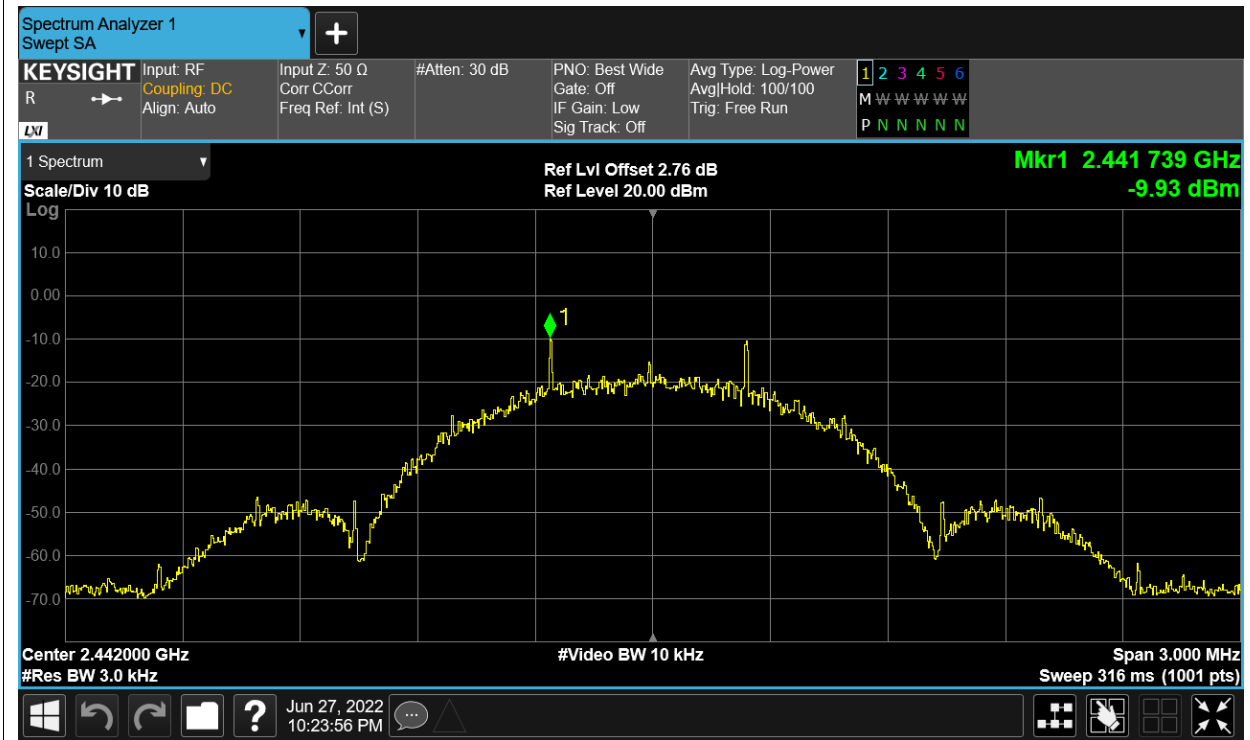 Spectrum Analyzer 1
Swept SA
KEYSIGHT
R
LXI
Input: RF
Coupling: DC
Align: Auto
Input Z: 50 Ω
Corr CCorr
Freq Ref: Int (S)
#Atten: 30 dB
PNO: Best Wide
Gate: Off
IF Gain: Low
Sig Track: Off
Avg Type: Log-Power
Avg|Hold: 100/100
Trig: Free Run
1 2 3 4 5 6
M W W W W W
P N N N N N
1 Spectrum
Scale/Div 10 dB
Ref Lvl Offset 2.76 dB
Ref Level 20.00 dBm
Mkr1 2.441 739 GHz
-9.93 dBm
Log
10.0
0.00
-10.0
-20.0
-30.0
-40.0
-50.0
-60.0
-70.0
1
Center 2.442000 GHz
#Res BW 3.0 kHz
#Video BW 10 kHz
Span 3.000 MHz
Sweep 316 ms (1001 pts)
?
Jun 27, 2022
10:23:56 PM